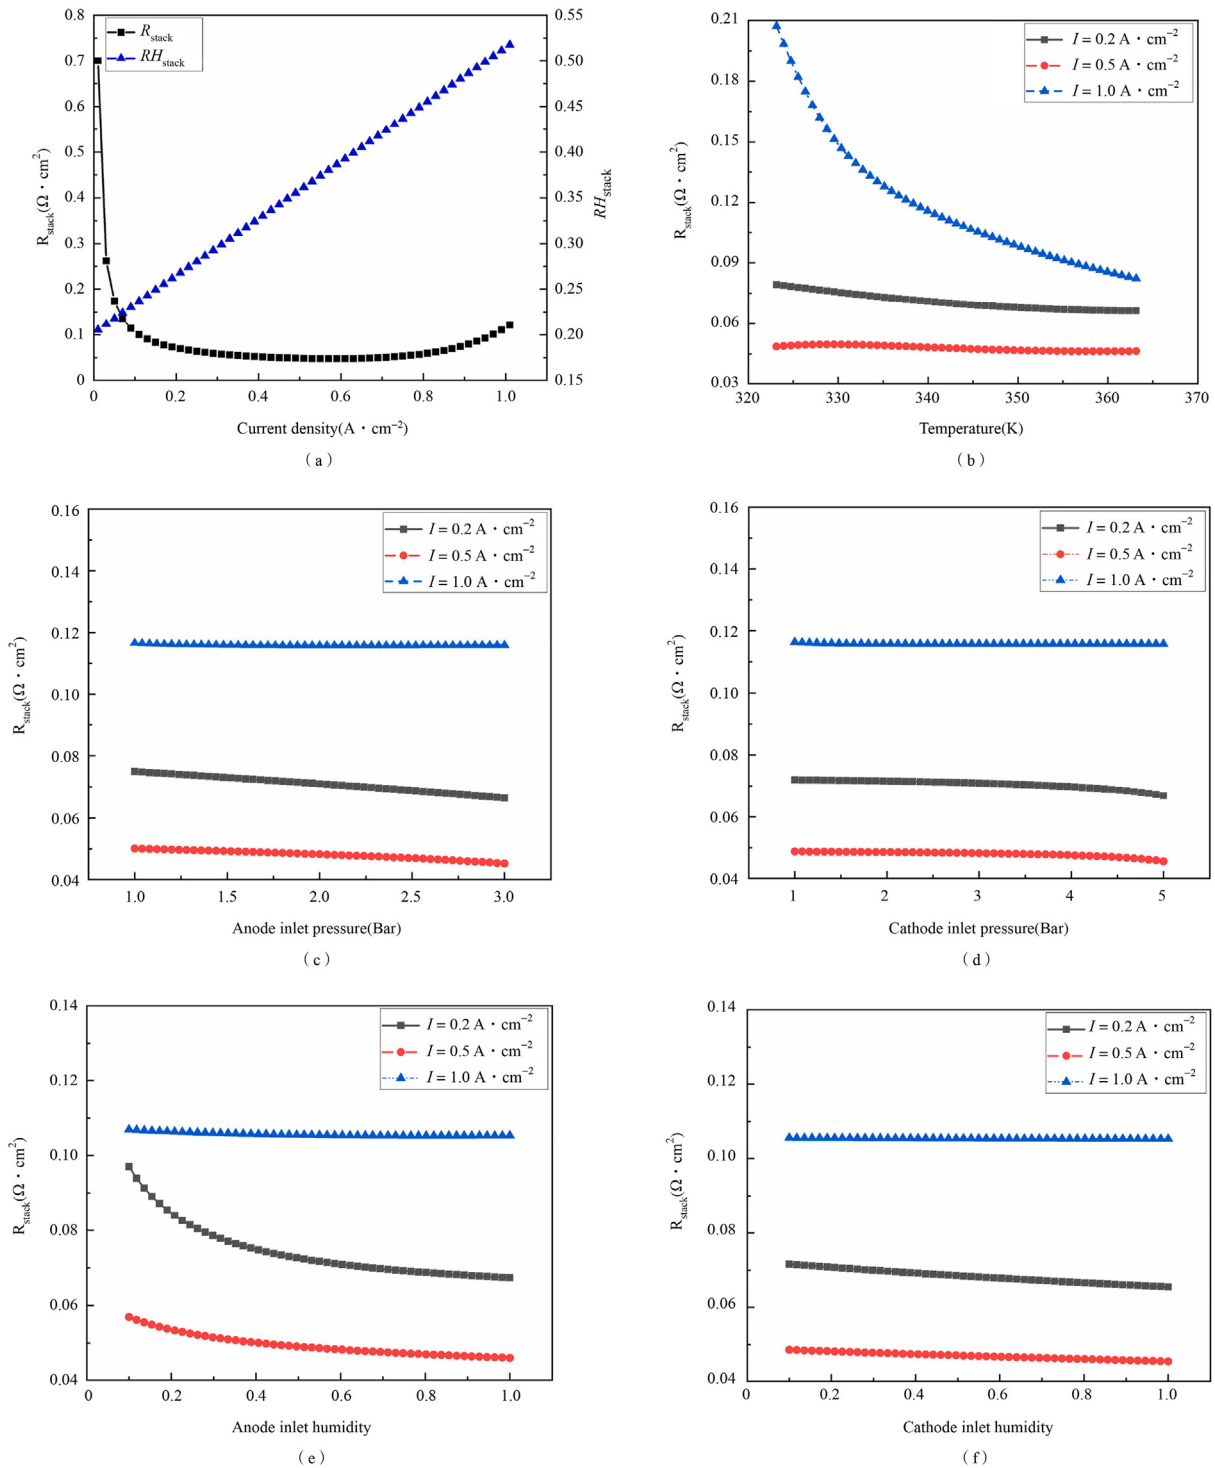 0.8
0.7
0.6
0.5
0.4
0.3
0.2
0.1
0
R_stack(Ω·cm²)
R_stack
RH_stack
0.55
0.50
0.45
0.40
0.35
0.30
0.25
0.20
0.15
RH_stack
0 0.2 0.4 0.6 0.8 1.0
Current density(A·cm⁻²)
(a)
0.21
0.18
0.15
0.12
0.09
0.06
0.03
R_stack(Ω·cm²)
I = 0.2 A·cm⁻²
I = 0.5 A·cm⁻²
I = 1.0 A·cm⁻²
320 330 340 350 360 370
Temperature(K)
(b)
0.16
0.14
0.12
0.10
0.08
0.06
0.04
R_stack(Ω·cm²)
I = 0.2 A·cm⁻²
I = 0.5 A·cm⁻²
I = 1.0 A·cm⁻²
1.0 1.5 2.0 2.5 3.0
Anode inlet pressure(Bar)
(c)
0.16
0.14
0.12
0.10
0.08
0.06
0.04
R_stack(Ω·cm²)
I = 0.2 A·cm⁻²
I = 0.5 A·cm⁻²
I = 1.0 A·cm⁻²
1 2 3 4 5
Cathode inlet pressure(Bar)
(d)
0.14
0.12
0.10
0.08
0.06
0.04
R_stack(Ω·cm²)
I = 0.2 A·cm⁻²
I = 0.5 A·cm⁻²
I = 1.0 A·cm⁻²
0 0.2 0.4 0.6 0.8 1.0
Anode inlet humidity
(e)
0.14
0.12
0.10
0.08
0.06
0.04
R_stack(Ω·cm²)
I = 0.2 A·cm⁻²
I = 0.5 A·cm⁻²
I = 1.0 A·cm⁻²
0 0.2 0.4 0.6 0.8 1.0
Cathode inlet humidity
(f)